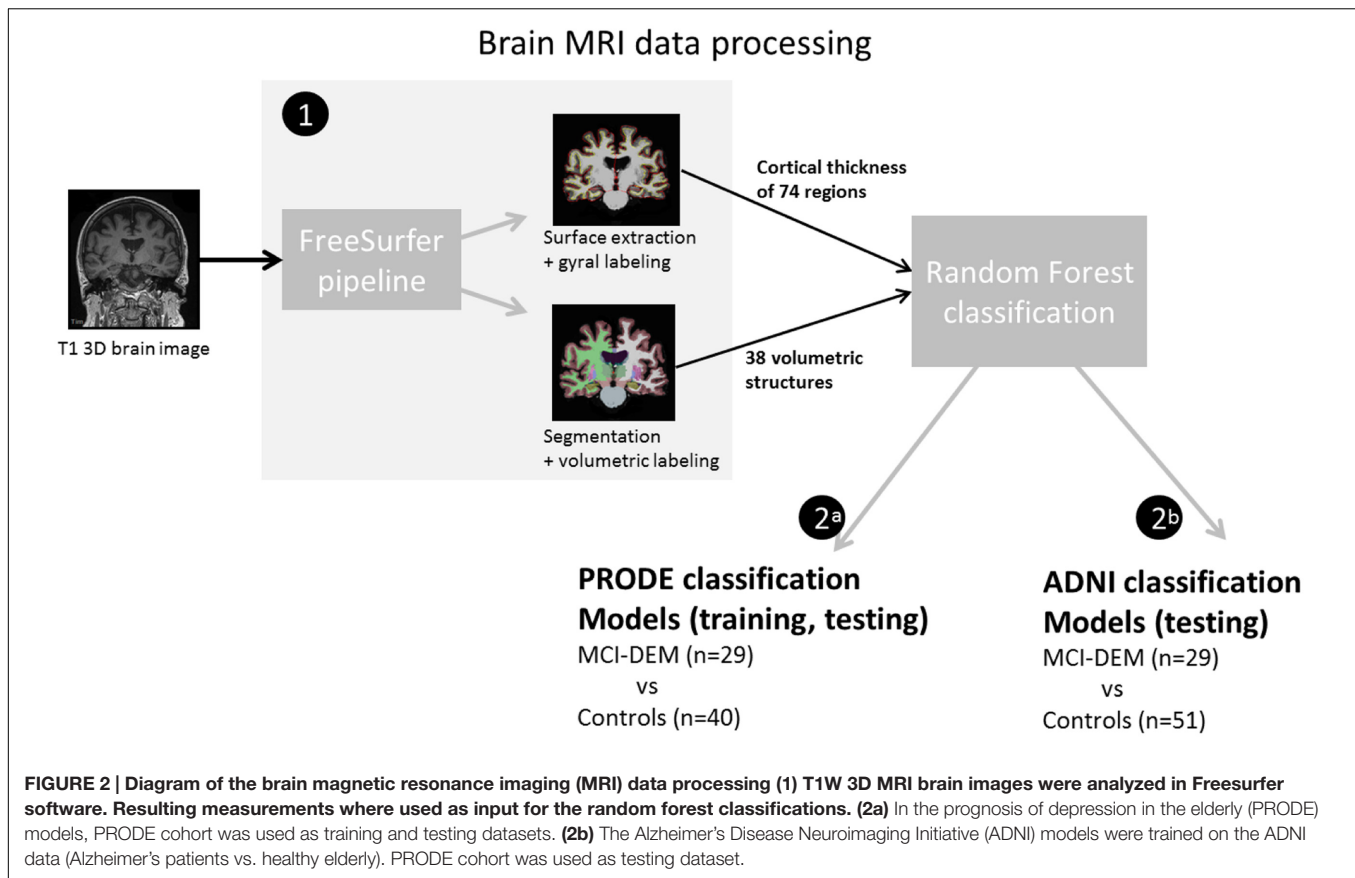 Brain MRI data processing
1
FreeSurfer
pipeline
Tim
T1 3D brain image
Surface extraction
+ gyral labeling
Segmentation
+ volumetric labeling
Cortical thickness
of 74 regions
38 volumetric
structures
Random Forest
classification
2a
PRODE classification
Models (training, testing)
MCI-DEM (n=29)
vs
Controls (n=40)
2b
ADNI classification
Models (testing)
MCI-DEM (n=29)
vs
Controls (n=51)
FIGURE 2 | Diagram of the brain magnetic resonance imaging (MRI) data processing (1) T1W 3D MRI brain images were analyzed in Freesurfer
software. Resulting measurements where used as input for the random forest classifications. (2a) In the prognosis of depression in the elderly (PRODE)
models, PRODE cohort was used as training and testing datasets. (2b) The Alzheimer's Disease Neuroimaging Initiative (ADNI) models were trained on the ADNI
data (Alzheimer's patients vs. healthy elderly). PRODE cohort was used as testing dataset.